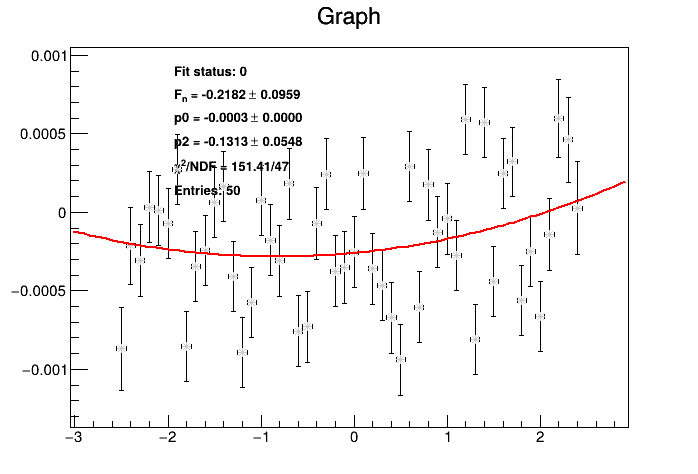 Graph
0.001
0.0005
0
−0.0005
−0.001
Fit status: 0
Fn = -0.2182 ± 0.0959
p0 = -0.0003 ± 0.0000
p2 = -0.1313 ± 0.0548
χ²/NDF = 151.41/47
Entries: 50
−3 −2 −1 0 1 2